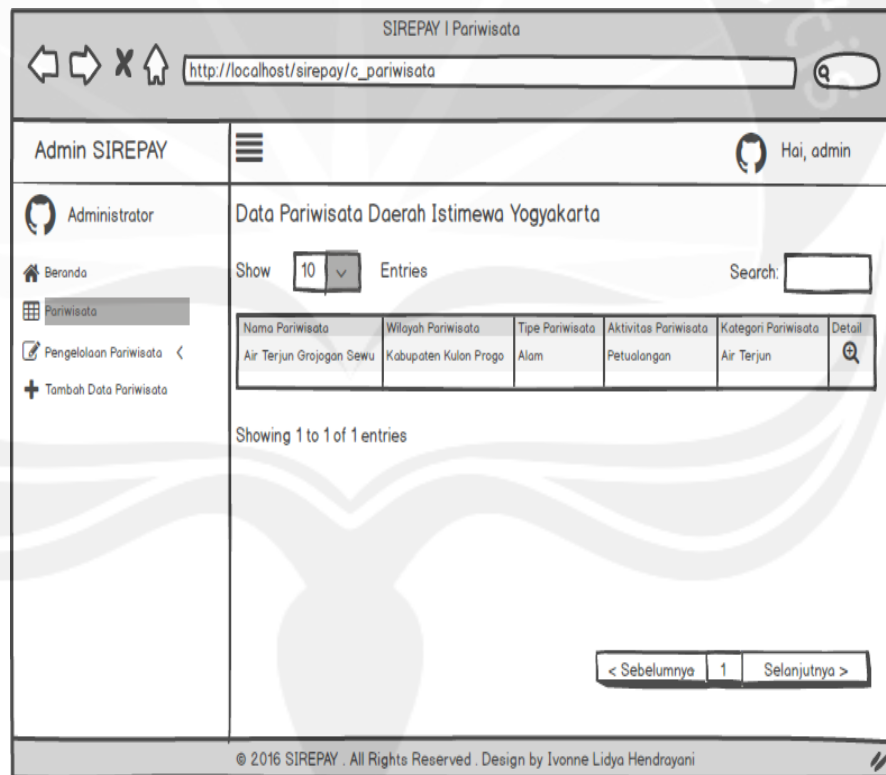 SIREPAY | Pariwisata
http://localhost/sirepay/c_pariwisata
Admin SIREPAY
Hai, admin
Administrator
Beranda
Pariwisata
Pengelolaan Pariwisata
Tambah Data Pariwisata
Data Pariwisata Daerah Istimewa Yogyakarta
Show 10 Entries Search:
Nama Pariwisata Wilayah Pariwisata Tipe Pariwisata Aktivitas Pariwisata Kategori Pariwisata Detail
Air Terjun Grojogan Sewu Kabupaten Kulon Progo Alam Petualangan Air Terjun
Showing 1 to 1 of 1 entries
< Sebelumnya 1 Selanjutnya >
© 2016 SIREPAY . All Rights Reserved . Design by Ivonne Lidya Hendrayani